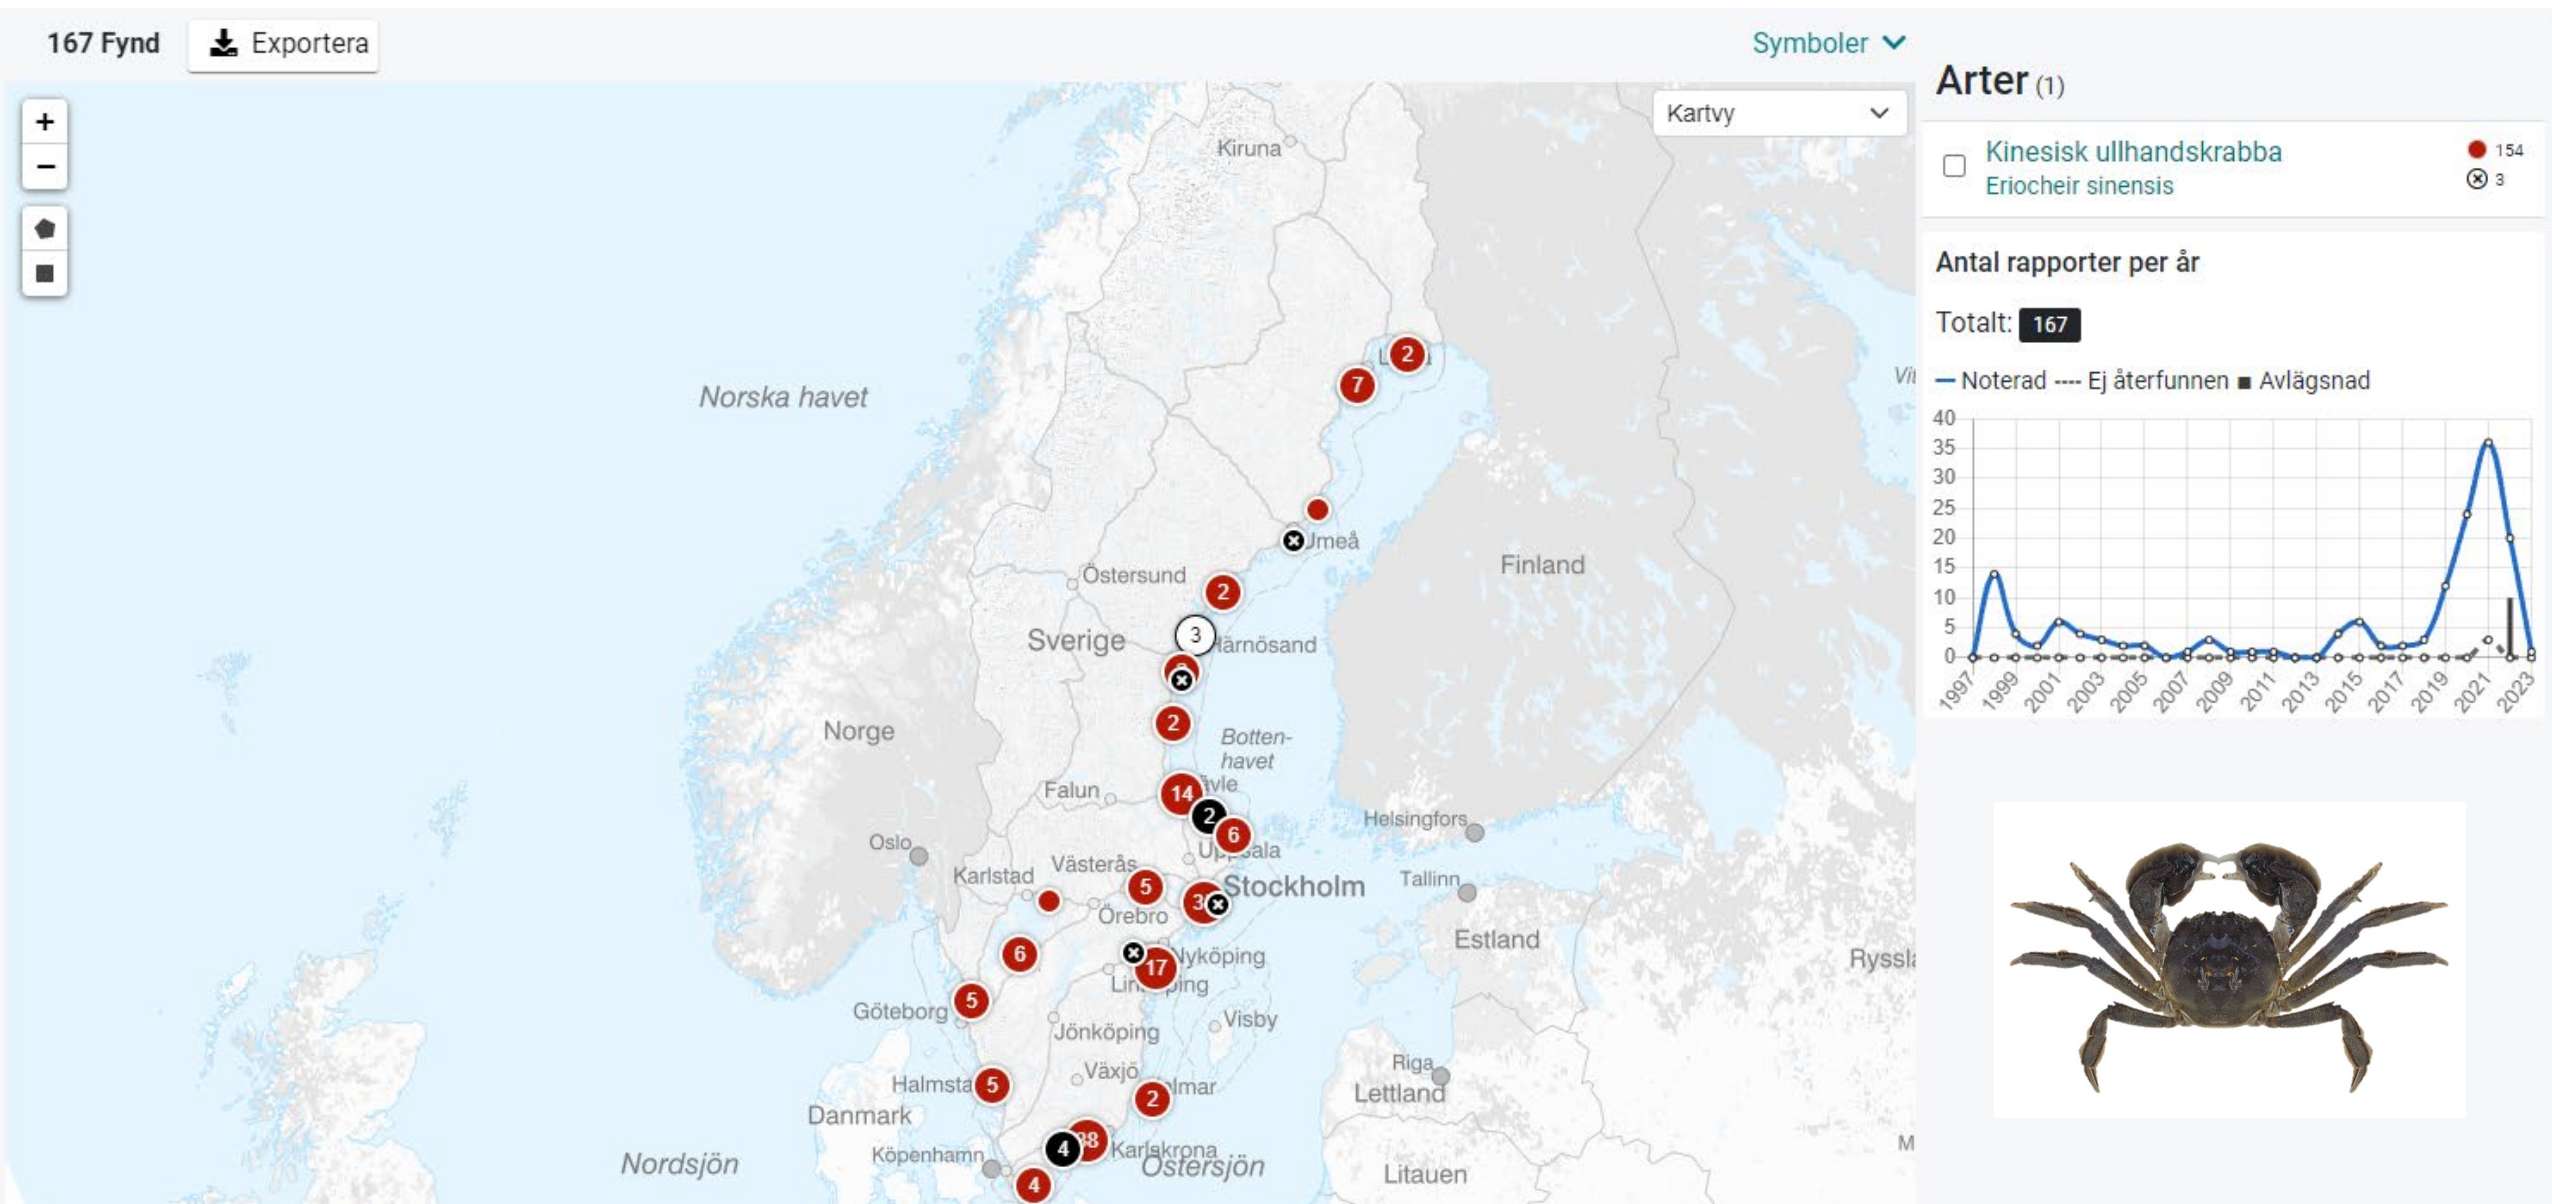 167 Fynd
Exportera
Symboler
+
−
Kartvy
Kiruna
2
7
Norska havet
Umeå
Finland
Östersund
2
Sverige
3
Härnösand
Norge
2
Botten-
havet
Falun
14
2
6
Helsingfors
Oslo
Uppsala
Karlstad
Västerås
5
Stockholm
Tallinn
Örebro
6
Nyköping
17
Estland
5
Göteborg
Jönköping
Visby
Halmsta
5
Växjö
2
Riga
Lettland
Danmark
4
Karlskrona
Köpenhamn
Nordsjön
Östersjön
Litauen
4
Arter (1)
Kinesisk ullhandskrabba
154
Eriocheir sinensis
3
Antal rapporter per år
Totalt: 167
Noterad ---- Ej återfunnen ■ Avlägsnad
40
35
30
25
20
15
10
5
0
1997
1999
2001
2003
2005
2007
2009
2011
2013
2015
2017
2019
2021
2023